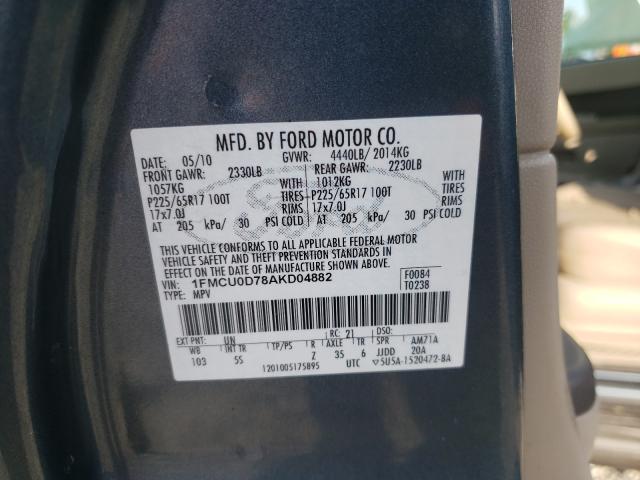 MFD. BY FORD MOTOR CO.
DATE: 05/10 GVWR: 4440LB/ 2014KG
FRONT GAWR: 2330LB REAR GAWR: 2230LB
1057KG WITH 1012KG WITH
P225/65R17 100T TIRES P225/65R17 100T TIRES
17x7.0J RIMS 17x7.0J RIMS
AT 205 kPa/ 30 PSI COLD AT 205 kPa/ 30 PSI COLD
THIS VEHICLE CONFORMS TO ALL APPLICABLE FEDERAL MOTOR
VEHICLE SAFETY AND THEFT PREVENTION STANDARDS IN
EFFECT ON THE DATE OF MANUFACTURE SHOWN ABOVE.
VIN: 1FMCU0D78AKD04882 F0084
TYPE: MPV T0238
EXT PNT: UN RC: 21 DSO:
WB INT TR TP/PS R AXLE TR SPR AM71A
103 5S Z 35 6 JJDD 20A
1201005175895 UTC ▽5U5A-1520472-BA